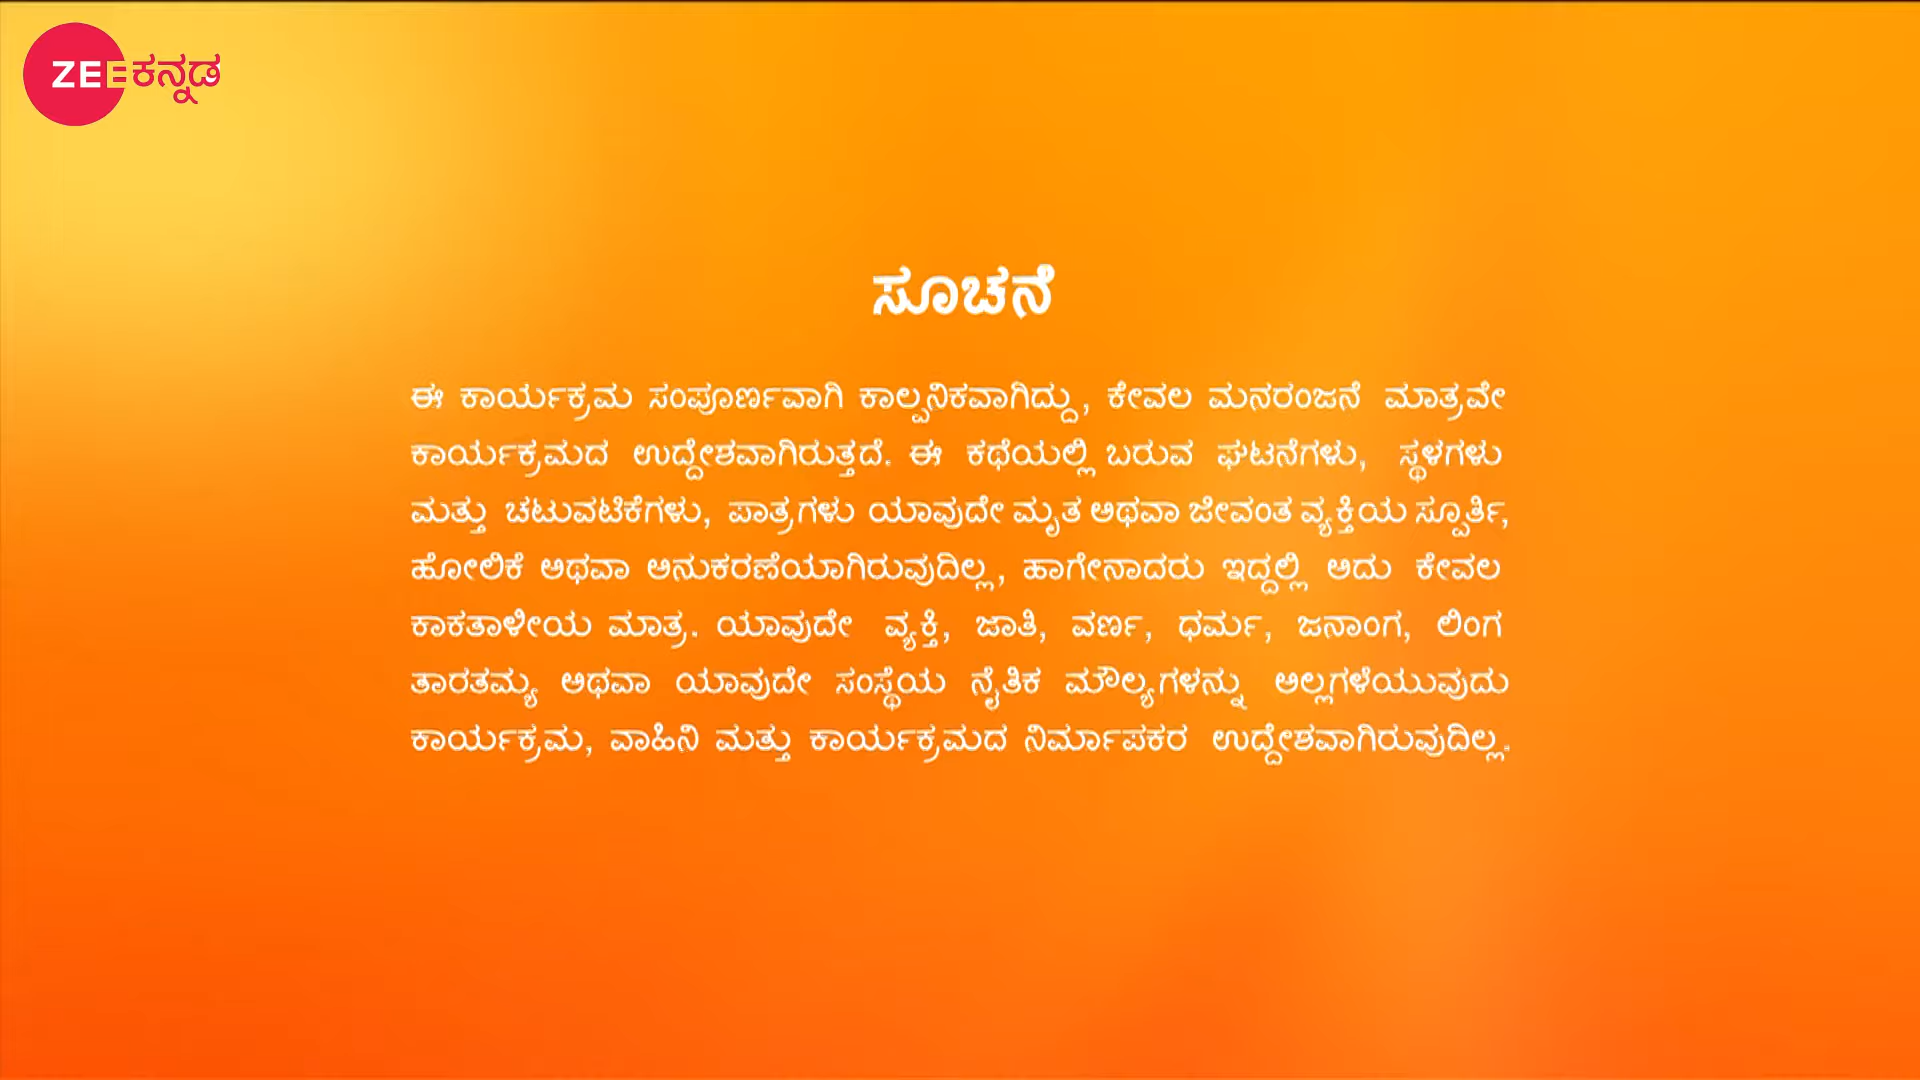 ZEEಕನ್ನಡ
ಸೂಚನೆ
ಈ ಕಾರ್ಯಕ್ರಮ ಸಂಪೂರ್ಣವಾಗಿ ಕಾಲ್ಪನಿಕವಾಗಿದ್ದು, ಕೇವಲ ಮನರಂಜನೆ ಮಾತ್ರವೇ
ಕಾರ್ಯಕ್ರಮದ ಉದ್ದೇಶವಾಗಿರುತ್ತದೆ. ಈ ಕಥೆಯಲ್ಲಿ ಬರುವ ಘಟನೆಗಳು, ಸ್ಥಳಗಳು
ಮತ್ತು ಚಟುವಟಿಕೆಗಳು, ಪಾತ್ರಗಳು ಯಾವುದೇ ಮೃತ ಅಥವಾ ಜೀವಂತ ವ್ಯಕ್ತಿಯ ಸ್ಪೂರ್ತಿ,
ಹೋಲಿಕೆ ಅಥವಾ ಅನುಕರಣೆಯಾಗಿರುವುದಿಲ್ಲ, ಹಾಗೇನಾದರು ಇದ್ದಲ್ಲಿ ಅದು ಕೇವಲ
ಕಾಕತಾಳೀಯ ಮಾತ್ರ. ಯಾವುದೇ ವ್ಯಕ್ತಿ, ಜಾತಿ, ವರ್ಣ, ಧರ್ಮ, ಜನಾಂಗ, ಲಿಂಗ
ತಾರತಮ್ಯ ಅಥವಾ ಯಾವುದೇ ಸಂಸ್ಥೆಯ ನೈತಿಕ ಮೌಲ್ಯಗಳನ್ನು ಅಲ್ಲಗಳೆಯುವುದು
ಕಾರ್ಯಕ್ರಮ, ವಾಹಿನಿ ಮತ್ತು ಕಾರ್ಯಕ್ರಮದ ನಿರ್ಮಾಪಕರ ಉದ್ದೇಶವಾಗಿರುವುದಿಲ್ಲ.